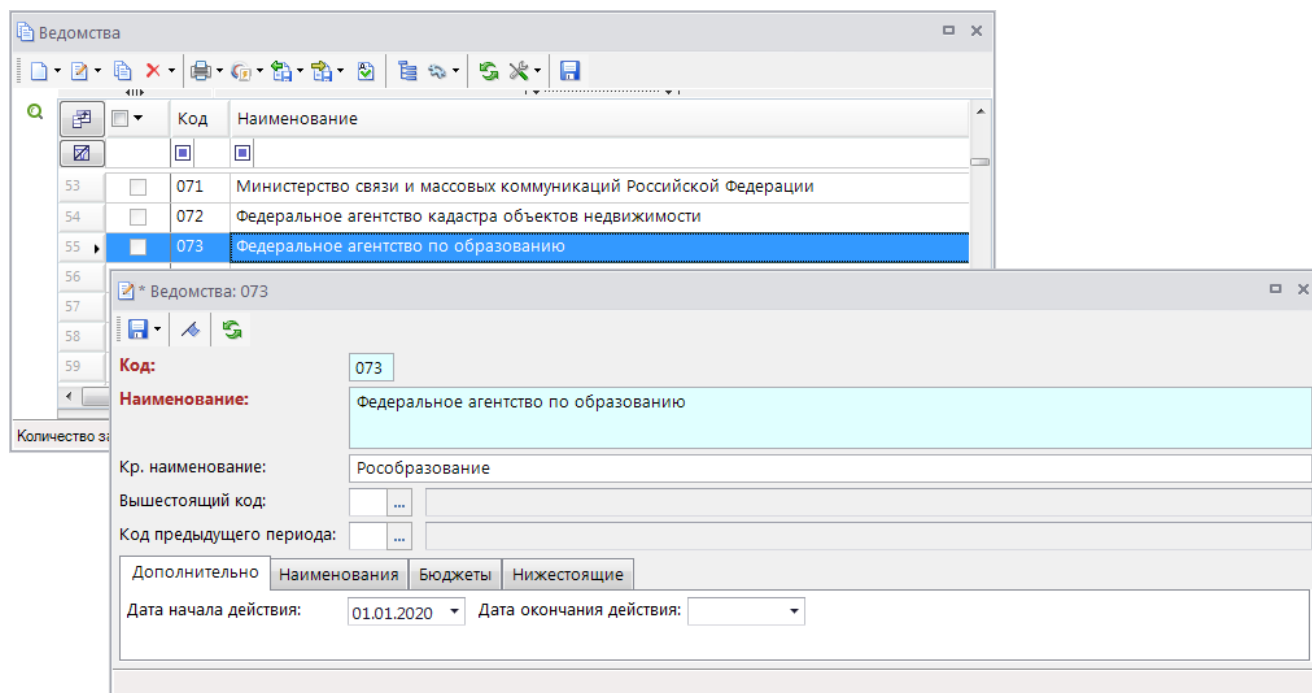 Ведомства
Код Наименование
53 071 Министерство связи и массовых коммуникаций Российской Федерации
54 072 Федеральное агентство кадастра объектов недвижимости
55 073 Федеральное агентство по образованию
56
57
58
59
Количество
* Ведомства: 073
Код: 073
Наименование: Федеральное агентство по образованию
Кр. наименование: Рособразование
Вышестоящий код: ...
Код предыдущего периода: ...
Дополнительно Наименования Бюджеты Нижестоящие
Дата начала действия: 01.01.2020 Дата окончания действия: